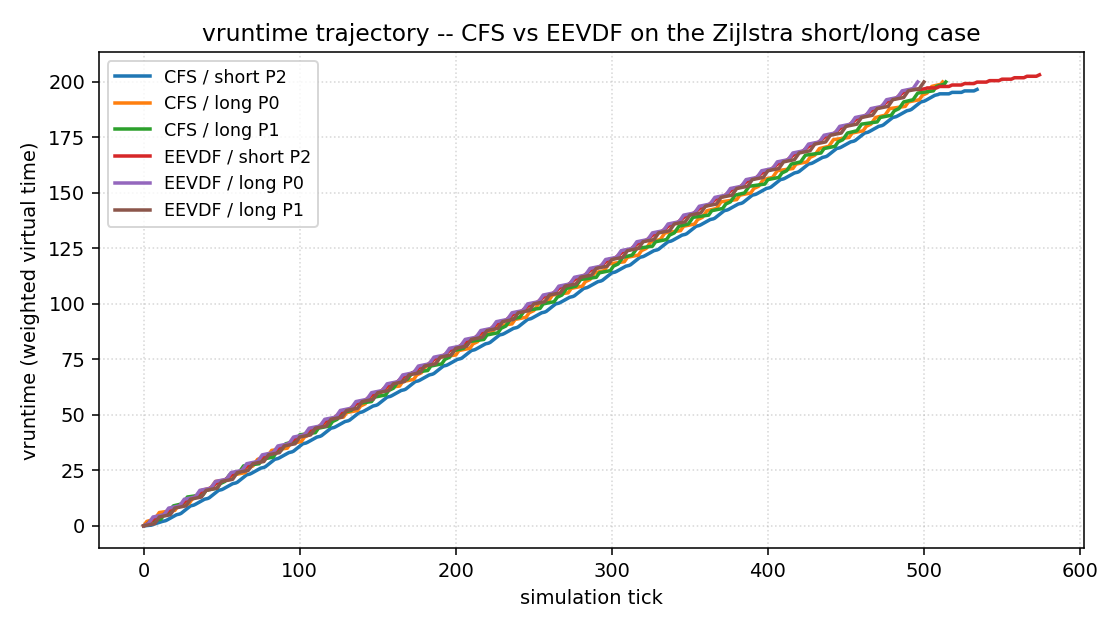 vruntime trajectory -- CFS vs EEVDF on the Zijlstra short/long case
vruntime (weighted virtual time)
200
175
150
125
100
75
50
25
0
CFS / short P2
CFS / long P0
CFS / long P1
EEVDF / short P2
EEVDF / long P0
EEVDF / long P1
0 100 200 300 400 500 600
simulation tick